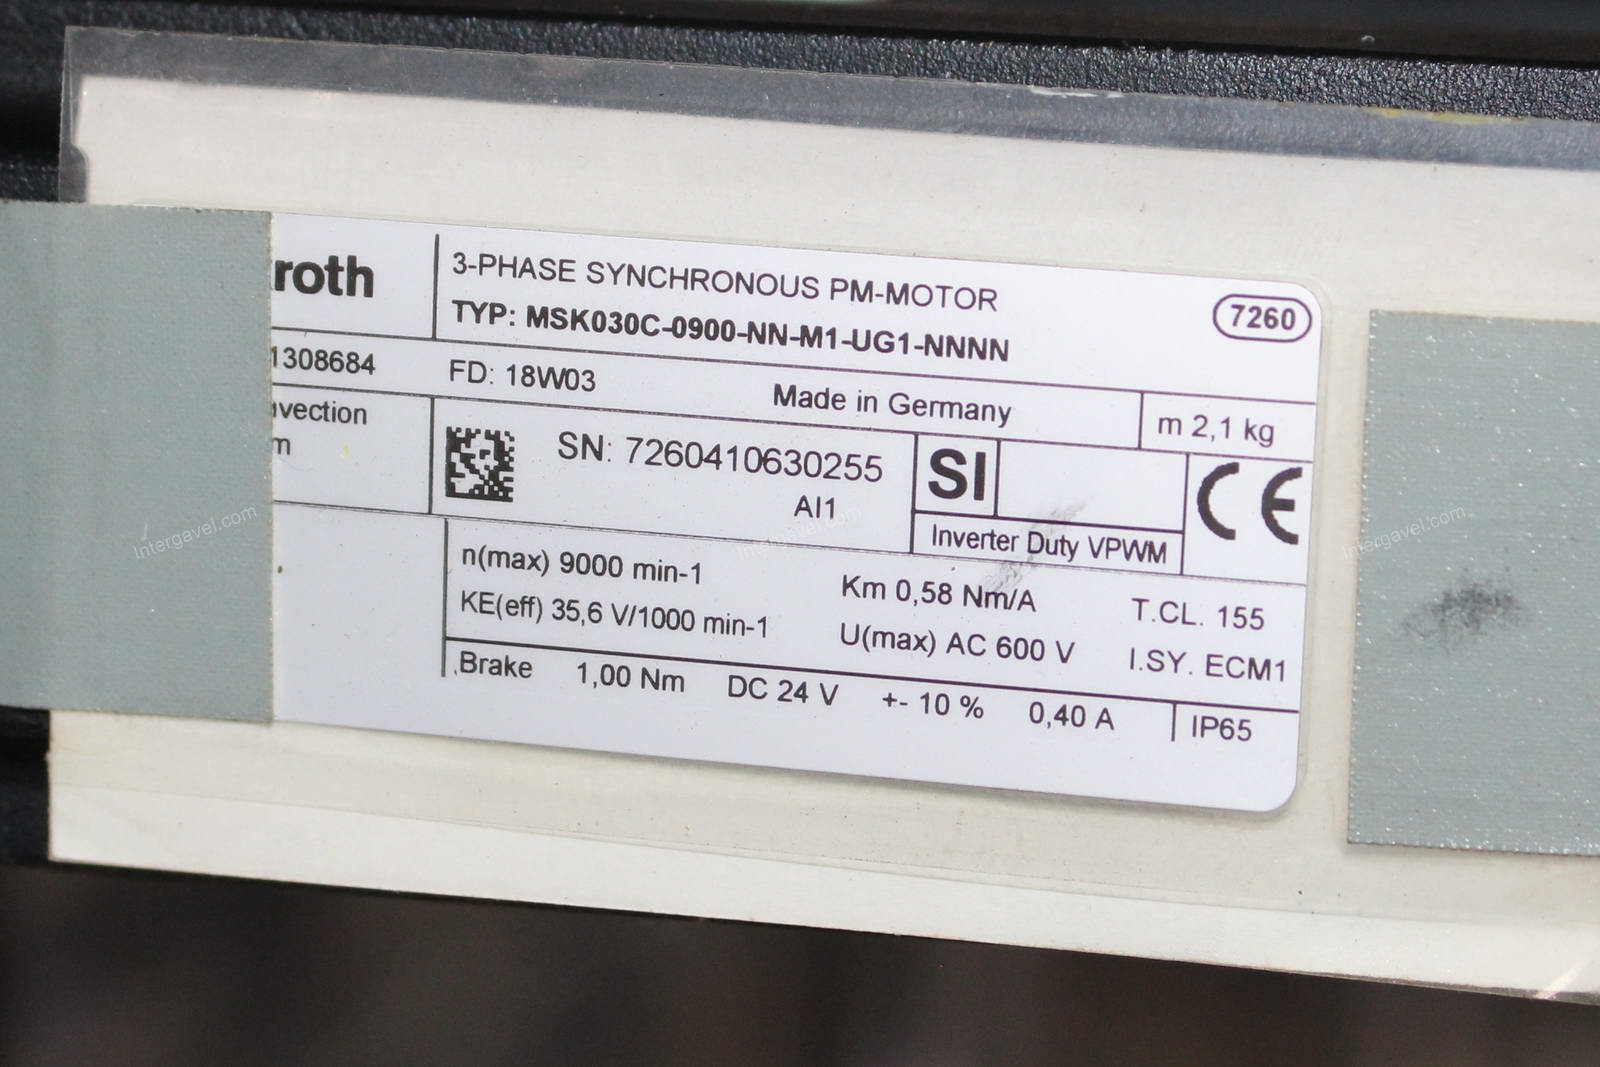 roth
3-PHASE SYNCHRONOUS PM-MOTOR
TYP: MSK030C-0900-NN-M1-UG1-NNNN
7260
1308684
FD: 18W03
Made in Germany
m 2,1 kg
vection
m
SN: 7260410630255
AI1
SI
Inverter Duty VPWM
CE
n(max) 9000 min-1
Km 0,58 Nm/A
T.CL. 155
KE(eff) 35,6 V/1000 min-1
U(max) AC 600 V
I.SY. ECM1
Brake 1,00 Nm DC 24 V +- 10 % 0,40 A
IP65
Intergavel.com
Intergavel.com
Intergavel.com